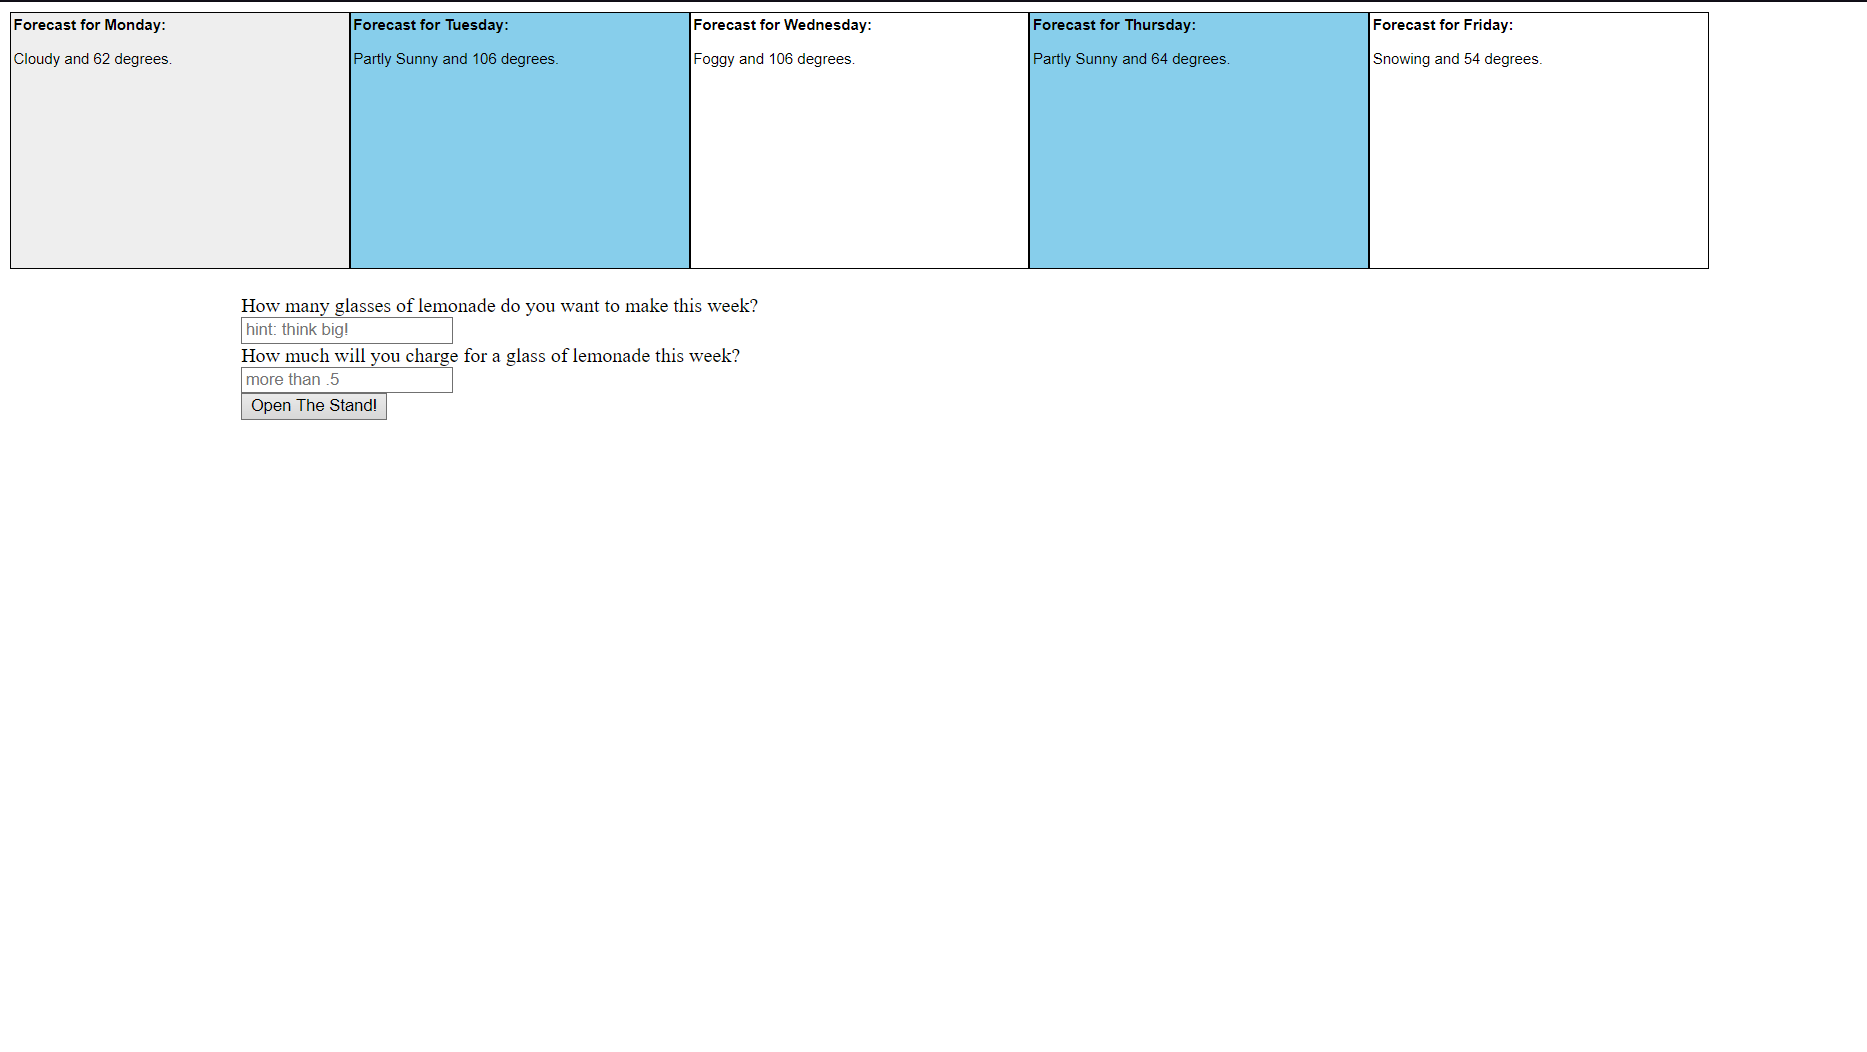 Forecast for Monday:
Cloudy and 62 degrees.
Forecast for Tuesday:
Partly Sunny and 106 degrees.
Forecast for Wednesday:
Foggy and 106 degrees.
Forecast for Thursday:
Partly Sunny and 64 degrees.
Forecast for Friday:
Snowing and 54 degrees.
How many glasses of lemonade do you want to make this week?
hint: think big!
How much will you charge for a glass of lemonade this week?
more than .5
Open The Stand!